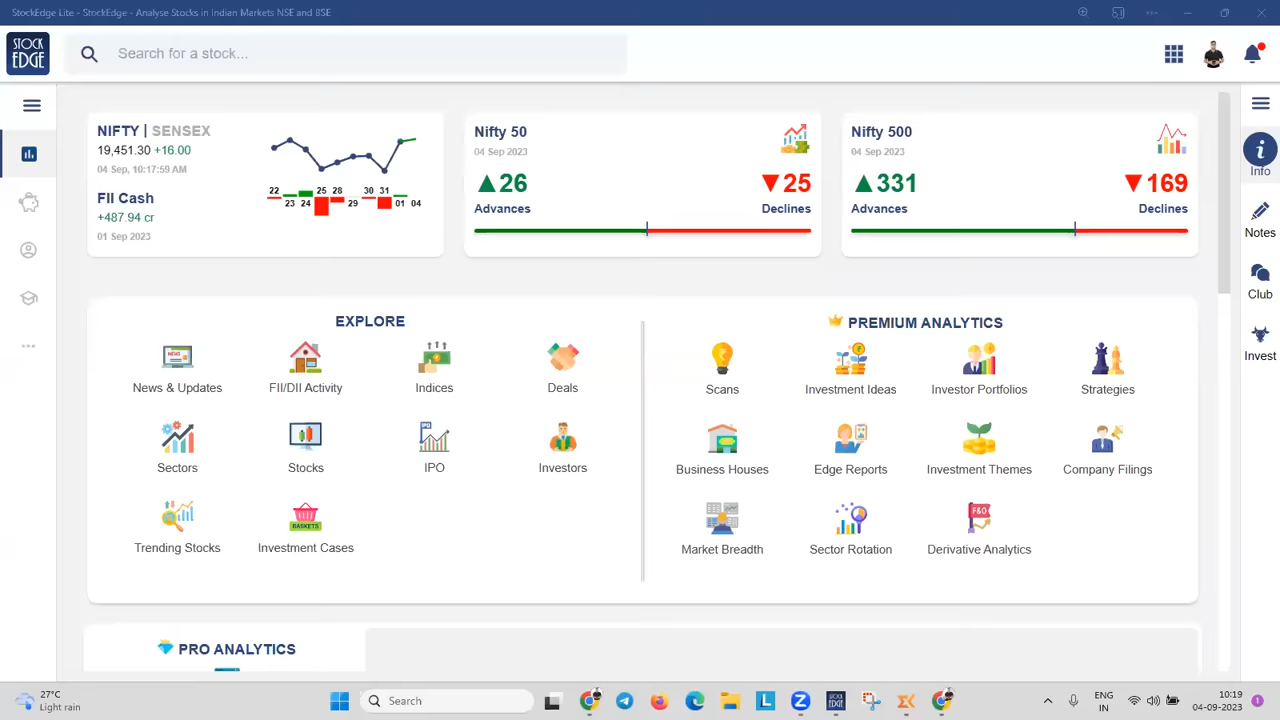 StockEdge Lite - StockEdge - Analyse Stocks in Indian Markets NSE and BSE
STOCK
EDGE
Search for a stock...
NIFTY | SENSEX
19,451.30 +16.00
04 Sep, 10:17:59 AM
FII Cash
+487.94 cr
01 Sep 2023
22 23 24 25 28 29 30 31 01 04
Nifty 50
04 Sep 2023
▲26 ▼25
Advances Declines
Nifty 500
04 Sep 2023
▲331 ▼169
Advances Declines
Info
Notes
Club
Invest
EXPLORE
News & Updates FII/DII Activity Indices Deals
Sectors Stocks IPO Investors
BASKETS
Trending Stocks Investment Cases
PREMIUM ANALYTICS
Scans Investment Ideas Investor Portfolios Strategies
Business Houses Edge Reports Investment Themes Company Filings
F&O
Market Breadth Sector Rotation Derivative Analytics
PRO ANALYTICS
27°C
Light rain
Search
ENG
IN
10:19
04-09-2023
1